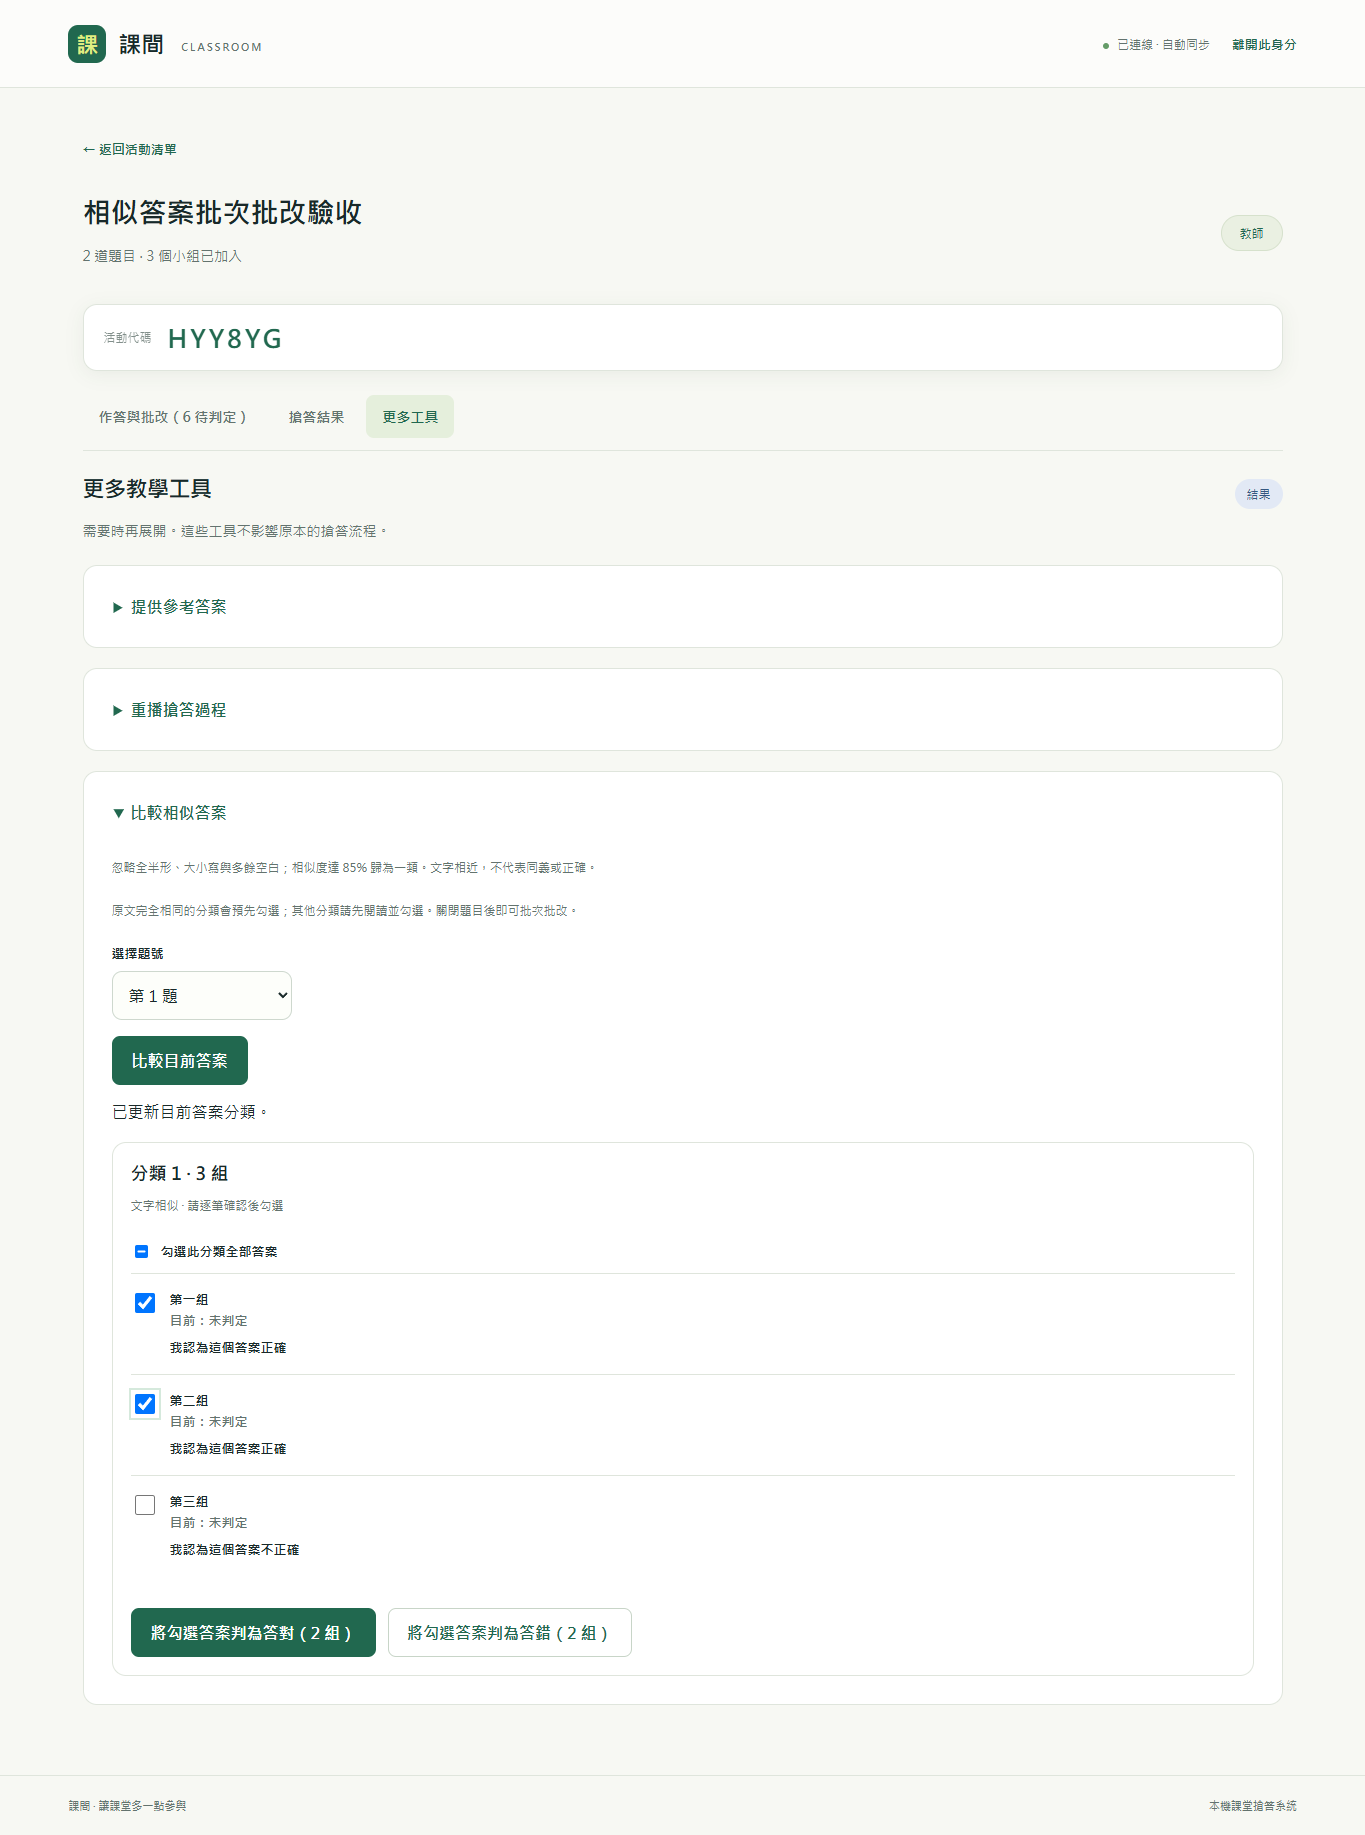 課 課間 CLASSROOM
已連線 · 自動同步 離開此身分
← 返回活動清單
相似答案批次批改驗收
2 道題目 · 3 個小組已加入
教師
活動代碼 HYY8YG
作答與批改（6 待判定） 搶答結果 更多工具
更多教學工具
結果
需要時再展開。這些工具不影響原本的搶答流程。
▶ 提供參考答案
▶ 重播搶答過程
▼ 比較相似答案
忽略全半形、大小寫與多餘空白；相似度達 85% 歸為一類。文字相近，不代表同義或正確。
原文完全相同的分類會預先勾選；其他分類請先閱讀並勾選。關閉題目後即可批次批改。
選擇題號
第 1 題
比較目前答案
已更新目前答案分類。
分類 1 · 3 組
文字相似 · 請逐筆確認後勾選
勾選此分類全部答案
第一組
目前：未判定
我認為這個答案正確
第二組
目前：未判定
我認為這個答案正確
第三組
目前：未判定
我認為這個答案不正確
將勾選答案判為答對（2 組） 將勾選答案判為答錯（2 組）
課間 · 讓課堂多一點參與
本機課堂搶答系統